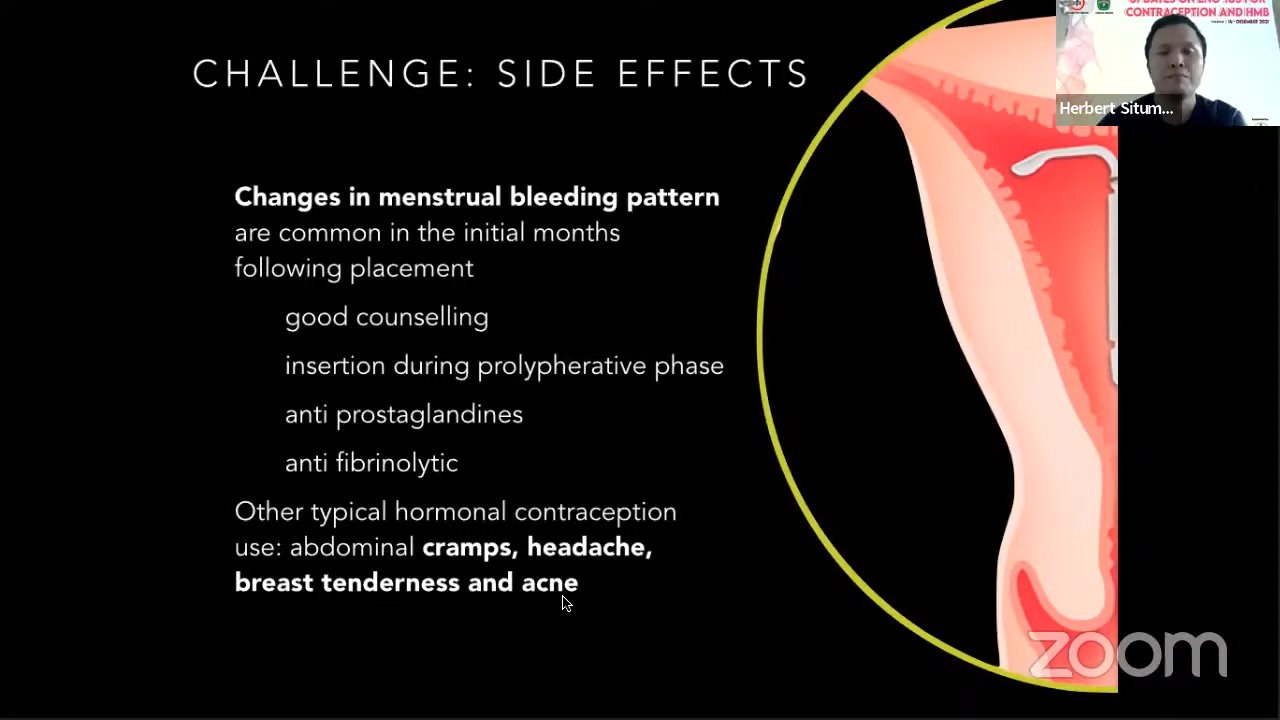 CHALLENGE: SIDE EFFECTS
Changes in menstrual bleeding pattern
are common in the initial months
following placement
good counselling
insertion during prolypherative phase
anti prostaglandines
anti fibrinolytic
Other typical hormonal contraception
use: abdominal cramps, headache,
breast tenderness and acne
CONTRACEPTION AND HMB
Herbert Situm...
zoom